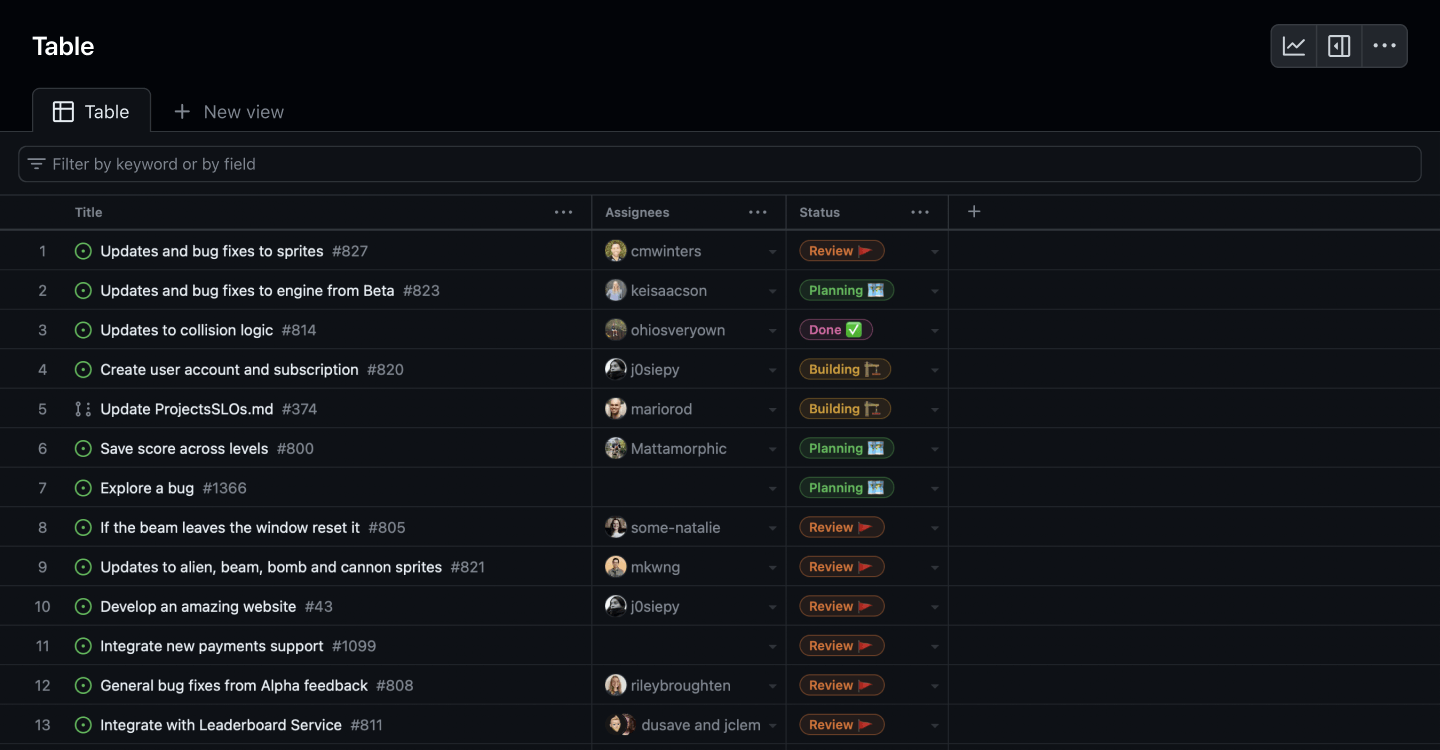 Table
Table + New view
Filter by keyword or by field
Title Assignees Status +
1 Updates and bug fixes to sprites #827 cmwinters Review 🚩
2 Updates and bug fixes to engine from Beta #823 keisaacson Planning 🗺️
3 Updates to collision logic #814 ohiosveryown Done ✅
4 Create user account and subscription #820 j0siepy Building 🏗️
5 Update ProjectsSLOs.md #374 mariorod Building 🏗️
6 Save score across levels #800 Mattamorphic Planning 🗺️
7 Explore a bug #1366 Planning 🗺️
8 If the beam leaves the window reset it #805 some-natalie Review 🚩
9 Updates to alien, beam, bomb and cannon sprites #821 mkwng Review 🚩
10 Develop an amazing website #43 j0siepy Review 🚩
11 Integrate new payments support #1099 Review 🚩
12 General bug fixes from Alpha feedback #808 rileybroughten Review 🚩
13 Integrate with Leaderboard Service #811 dusave and jclem Review 🚩